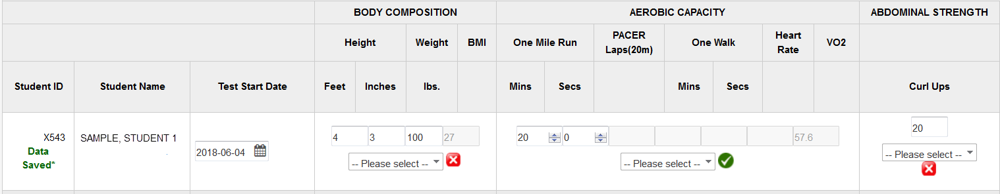 BODY COMPOSITION AEROBIC CAPACITY ABDOMINAL STRENGTH
Height Weight BMI One Mile Run PACER Laps(20m) One Walk Heart Rate VO2
Student ID Student Name Test Start Date Feet Inches lbs. Mins Secs Mins Secs Curl Ups
X543 SAMPLE, STUDENT 1 2018-06-04 4 3 100 27 20 0 57.6 20
Data
Saved*
-- Please select -- -- Please select -- -- Please select --